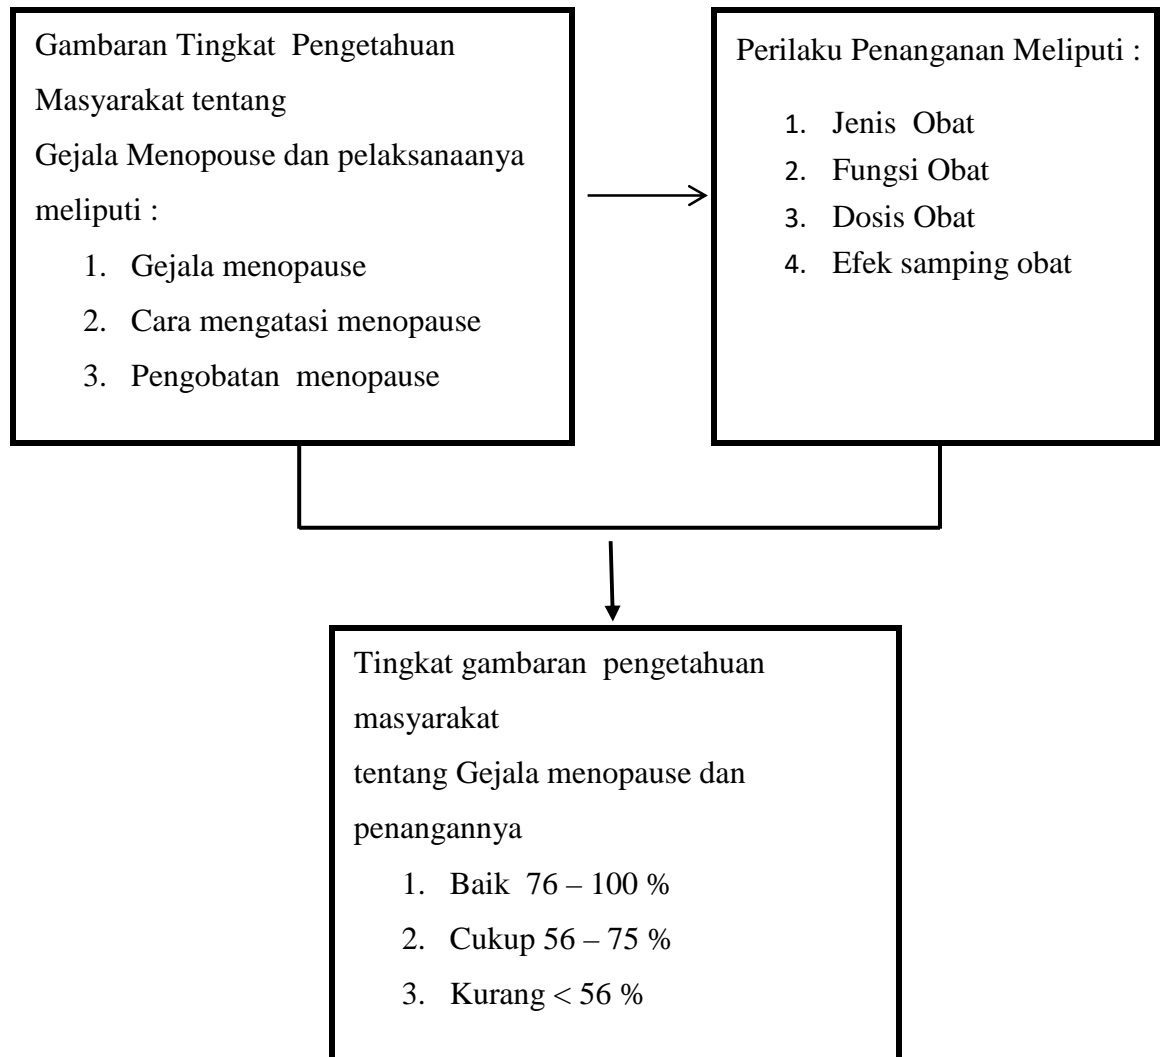 Gambaran Tingkat Pengetahuan
Masyarakat tentang
Gejala Menopouse dan pelaksanaanya
meliputi :
1. Gejala menopause
2. Cara mengatasi menopause
3. Pengobatan menopause
Perilaku Penanganan Meliputi :
1. Jenis Obat
2. Fungsi Obat
3. Dosis Obat
4. Efek samping obat
Tingkat gambaran pengetahuan
masyarakat
tentang Gejala menopause dan
penangannya
1. Baik 76 – 100 %
2. Cukup 56 – 75 %
3. Kurang < 56 %